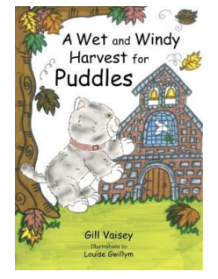 A Wet and Windy
Harvest for
Puddles
Gill Vaisey
Illustrations by
Louise Gwillym